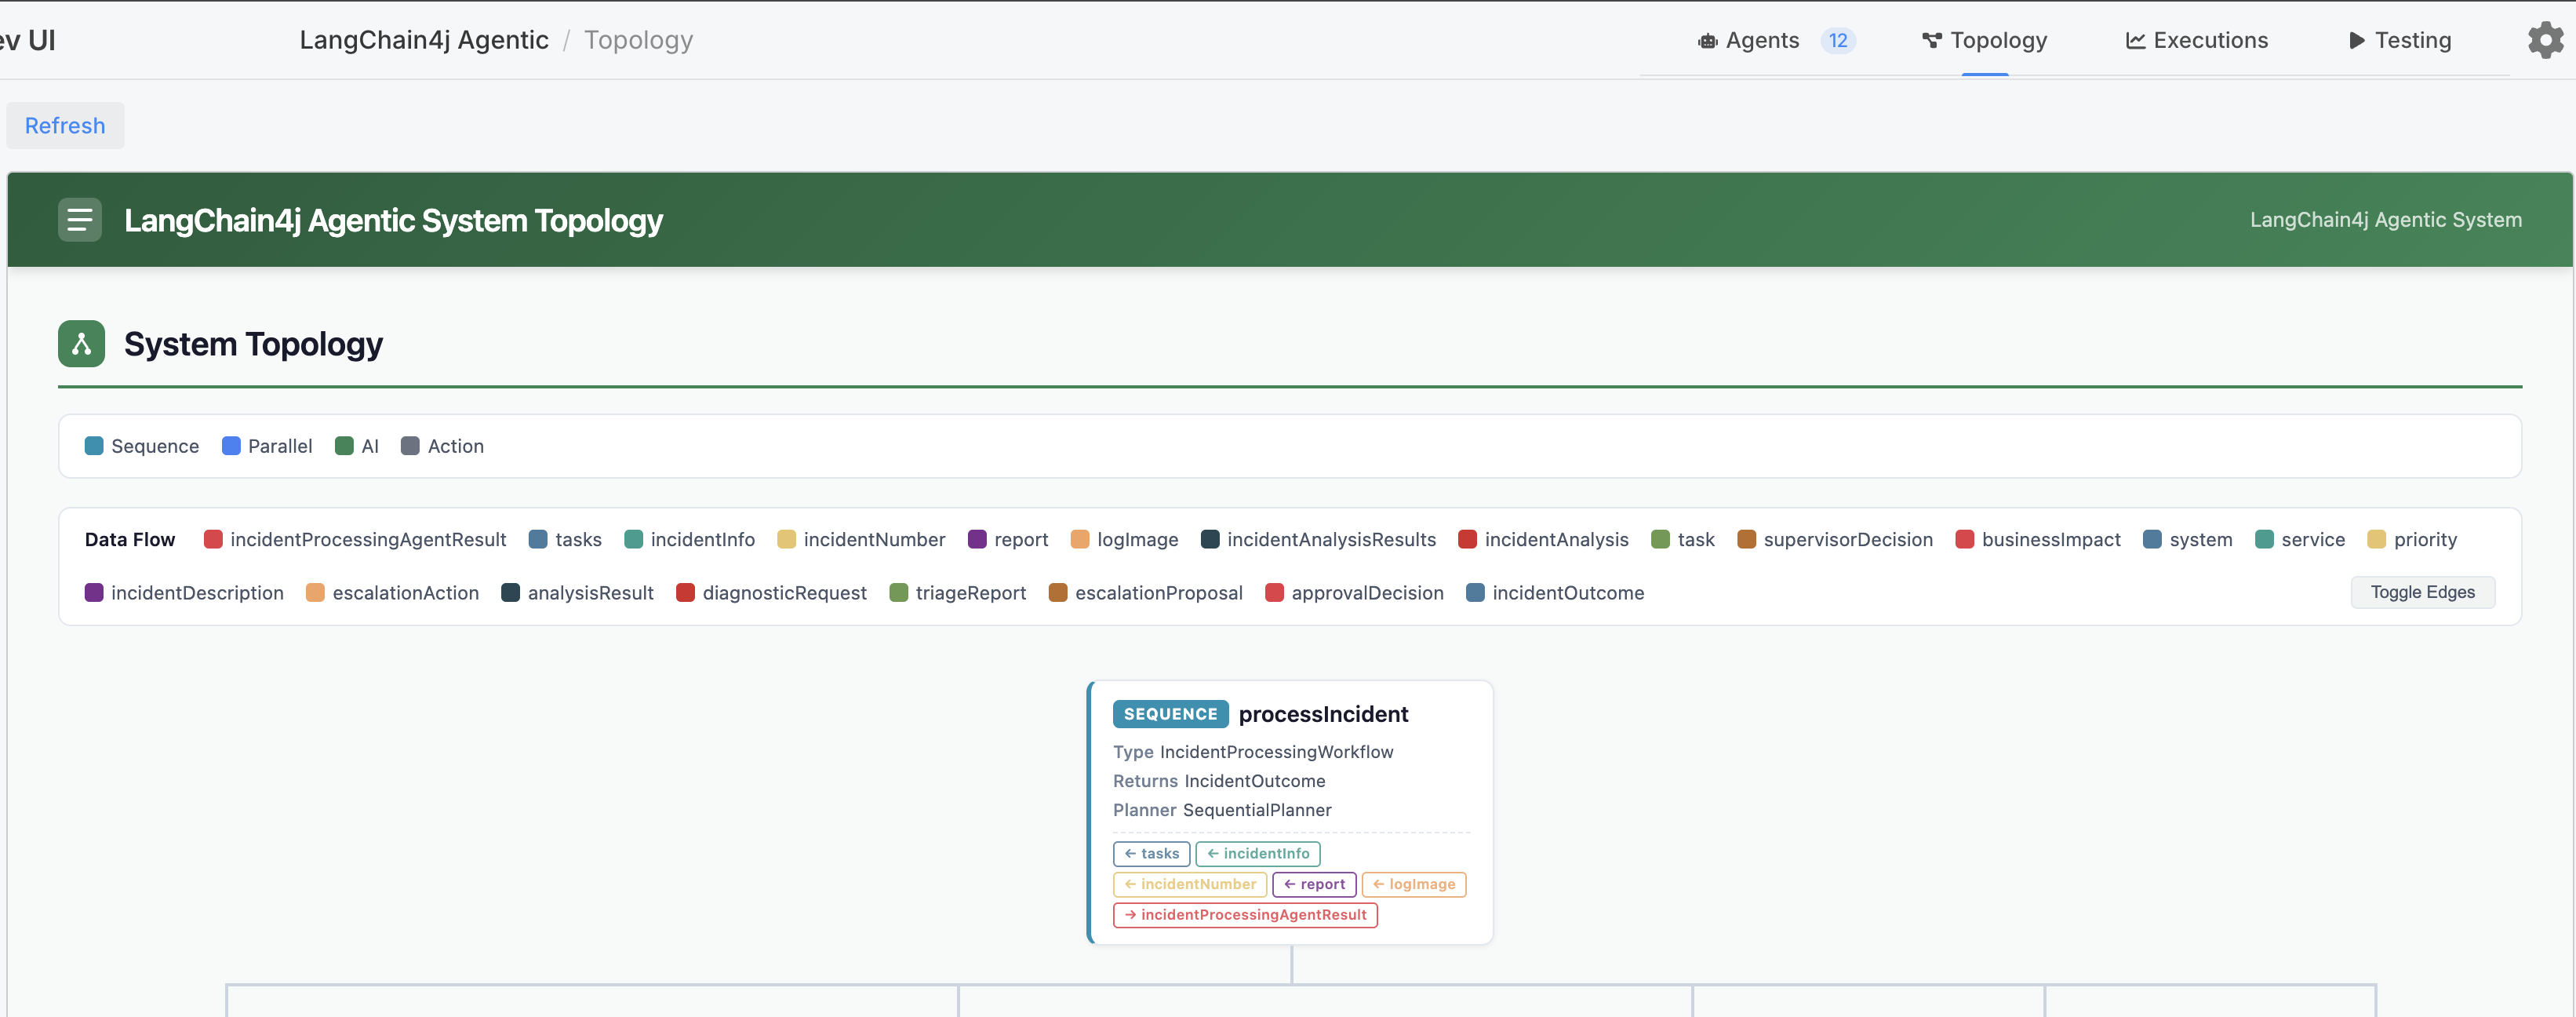 ev UI
LangChain4j Agentic / Topology
Agents 12
Topology
Executions
Testing
Refresh
LangChain4j Agentic System Topology
LangChain4j Agentic System
System Topology
Sequence Parallel AI Action
Data Flow incidentProcessingAgentResult tasks incidentInfo incidentNumber report logImage incidentAnalysisResults incidentAnalysis task supervisorDecision businessImpact system service priority
incidentDescription escalationAction analysisResult diagnosticRequest triageReport escalationProposal approvalDecision incidentOutcome
Toggle Edges
SEQUENCE processIncident
Type IncidentProcessingWorkflow
Returns IncidentOutcome
Planner SequentialPlanner
← tasks ← incidentInfo
← incidentNumber ← report ← logImage
→ incidentProcessingAgentResult